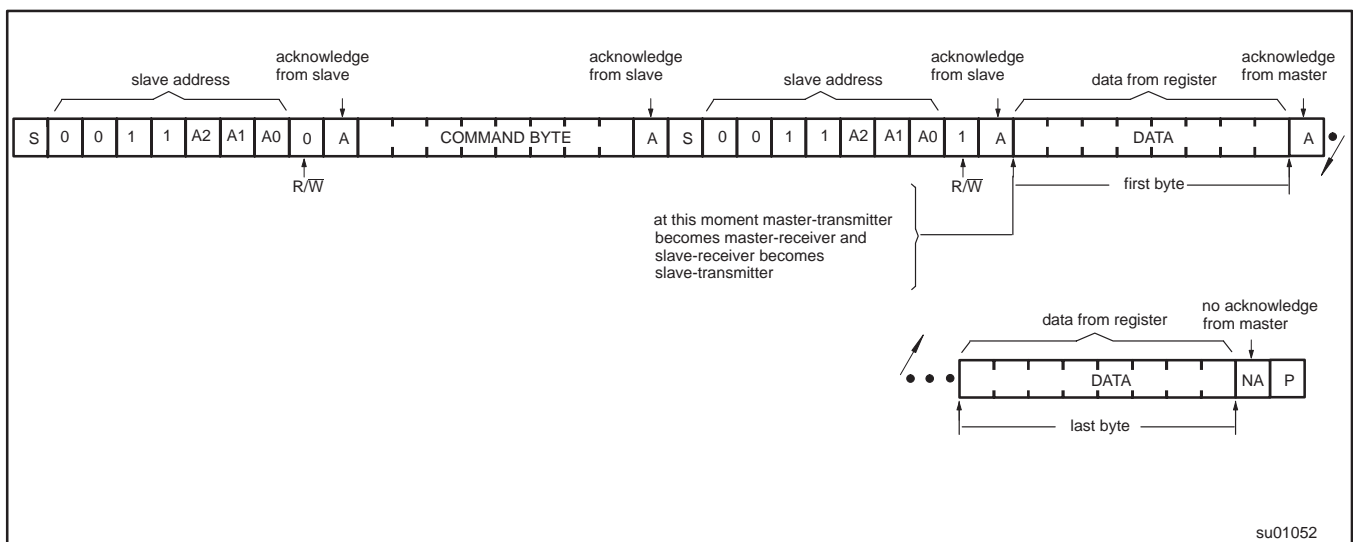 acknowledge
from slave
acknowledge
from slave
acknowledge
from slave
acknowledge
from master
slave address
slave address
data from register
S 0 0 1 1 A2 A1 A0 0 A COMMAND BYTE A S 0 0 1 1 A2 A1 A0 1 A DATA A
R/W̅
R/W̅
first byte
at this moment master-transmitter
becomes master-receiver and
slave-receiver becomes
slave-transmitter
data from register
no acknowledge
from master
DATA NA P
last byte
su01052